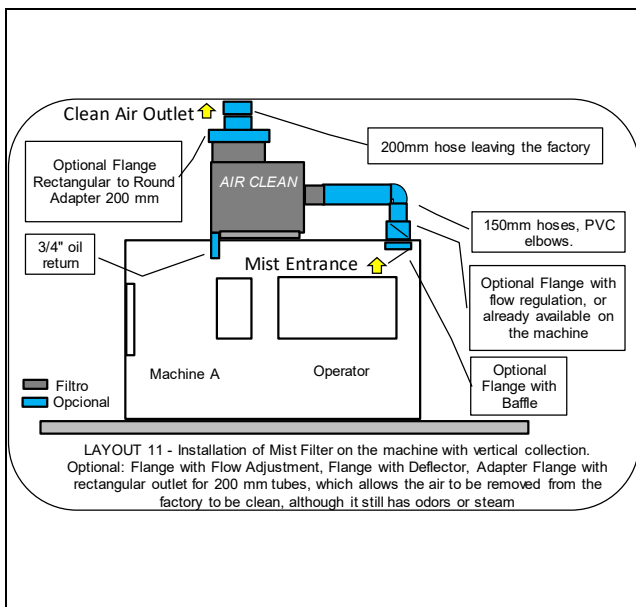 Clean Air Outlet
200mm hose leaving the factory
Optional Flange
Rectangular to Round
Adapter 200 mm
AIR CLEAN
150mm hoses, PVC
elbows.
3/4" oil
return
Mist Entrance
Optional Flange with
flow regulation, or
already available on
the machine
Machine A
Operator
Optional
Flange with
Baffle
Filtro
Opcional
LAYOUT 11 - Installation of Mist Filter on the machine with vertical collection.
Optional: Flange with Flow Adjustment, Flange with Deflector, Adapter Flange with
rectangular outlet for 200 mm tubes, which allows the air to be removed from the
factory to be clean, although it still has odors or steam